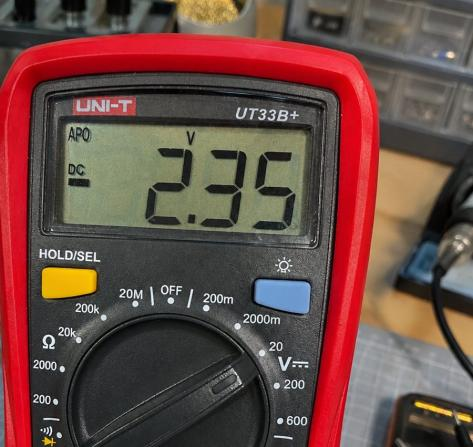 UNI-T
UT33B+
APO
V
DC
2.35
HOLD/SEL
20M
OFF
200m
200k
2000m
20k
20
Ω
V
2000
200
200
600